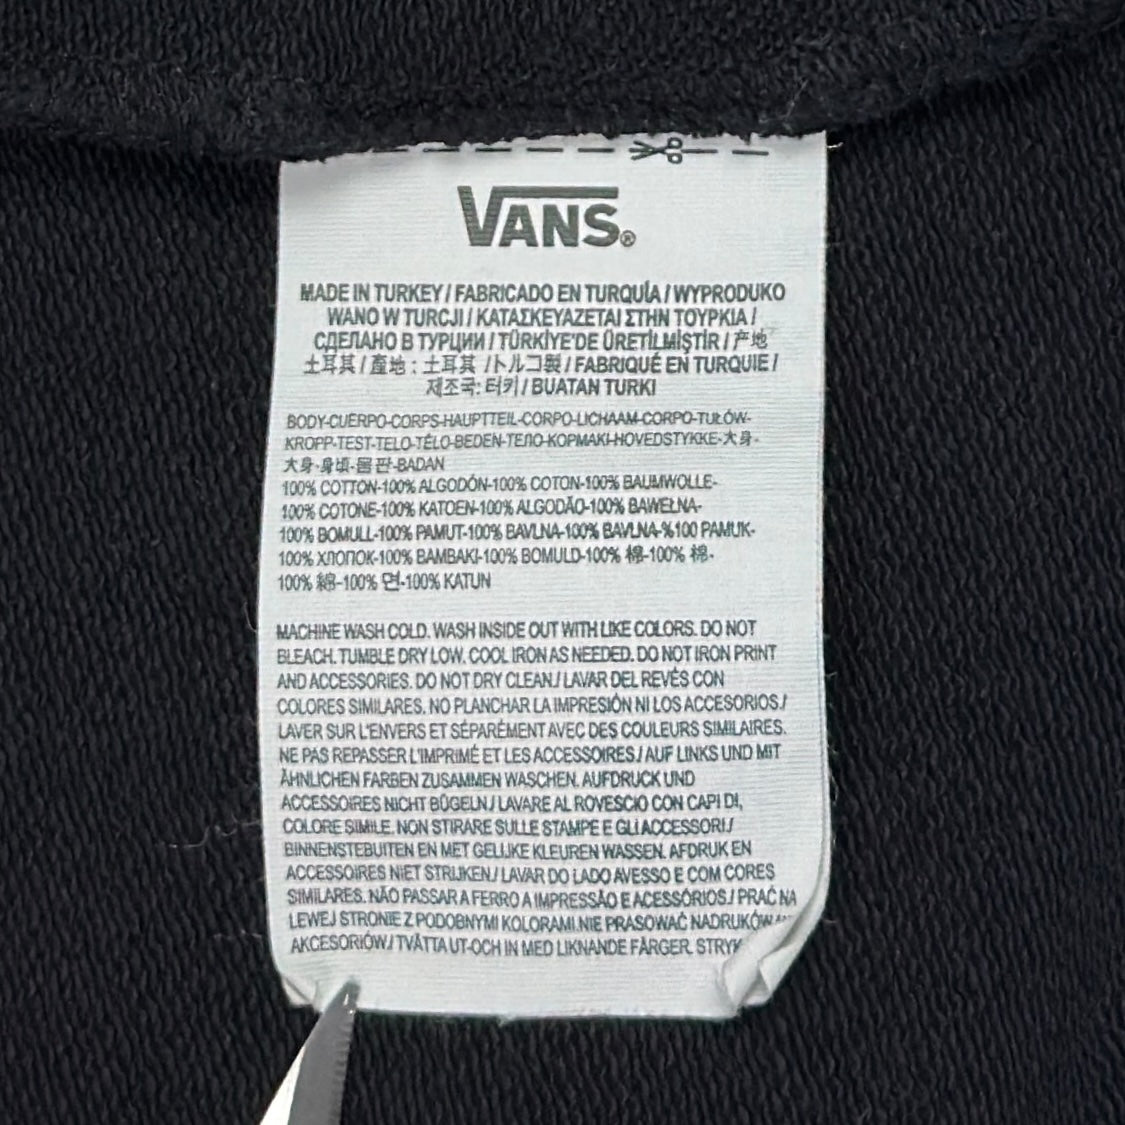 VANS®
MADE IN TURKEY / FABRICADO EN TURQUÍA / WYPRODUKO
WANO W TURCJI / ΚΑΤΑΣΚΕΥΑΖΕΤΑΙ ΣΤΗΝ ΤΟΥΡΚΙΑ /
СДЕЛАНО В ТУРЦИИ / TÜRKİYE'DE ÜRETİLMİŞTİR / 产地
土耳其 / 產地 : 土耳其 /トルコ製 / FABRIQUÉ EN TURQUIE /
제조국: 터키 / BUATAN TURKI
BODY-CUERPO-CORPS-HAUPTTEIL-CORPO-LICHAAM-CORPO-TUŁÓW-
KROPP-TEST-TELO-TĚLO-BEDEN-ТЕЛО-ΚΟΡΜΑΚΙ-HOVEDSTYKKE-大身-
大身-身頃-몸판-BADAN
100% COTTON-100% ALGODÓN-100% COTON-100% BAUMWOLLE-
100% COTONE-100% KATOEN-100% ALGODÃO-100% BAWEŁNA-
100% BOMULL-100% PAMUT-100% BAVLNA-100% BAVLNA-%100 PAMUK-
100% ХЛОПОК-100% ΒΑΜΒΑΚΙ-100% BOMULD-100% 棉-100% 棉-
100% 綿-100% 면-100% KATUN
MACHINE WASH COLD. WASH INSIDE OUT WITH LIKE COLORS. DO NOT
BLEACH. TUMBLE DRY LOW. COOL IRON AS NEEDED. DO NOT IRON PRINT
AND ACCESSORIES. DO NOT DRY CLEAN./ LAVAR DEL REVÉS CON
COLORES SIMILARES. NO PLANCHAR LA IMPRESIÓN NI LOS ACCESORIOS./
LAVER SUR L'ENVERS ET SÉPARÉMENT AVEC DES COULEURS SIMILAIRES.
NE PAS REPASSER L'IMPRIMÉ ET LES ACCESSOIRES./ AUF LINKS UND MIT
ÄHNLICHEN FARBEN ZUSAMMEN WASCHEN. AUFDRUCK UND
ACCESSOIRES NICHT BÜGELN./ LAVARE AL ROVESCIO CON CAPI DI,
COLORE SIMILE. NON STIRARE SULLE STAMPE E GLI ACCESSORI./
BINNENSTEBUITEN EN MET GELIJKE KLEUREN WASSEN. AFDRUK EN
ACCESSOIRES NIET STRIJKEN./ LAVAR DO LADO AVESSO E COM CORES
SIMILARES. NÃO PASSAR A FERRO A IMPRESSÃO E ACESSÓRIOS./ PRAĆ NA
LEWEJ STRONIE Z PODOBNYMI KOLORAMI.NIE PRASOWAĆ NADRUKÓW
AKCESORIÓW./ TVÄTTA UT-OCH IN MED LIKNANDE FÄRGER.